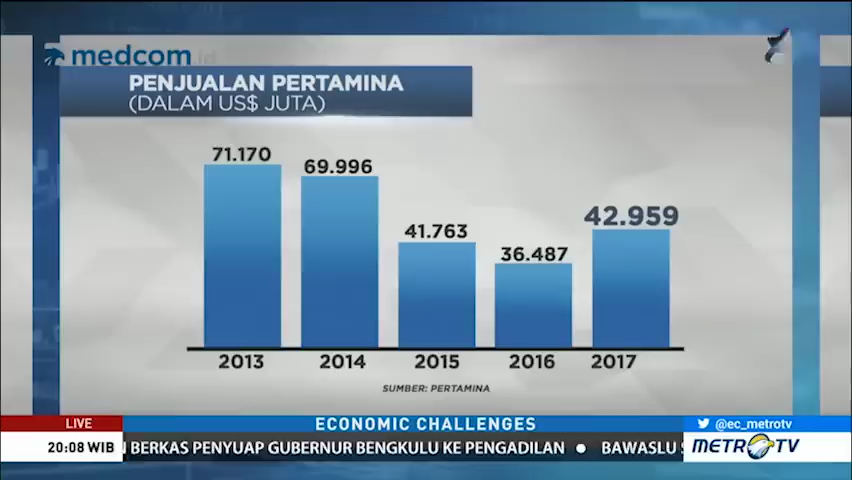 medcom.id
PENJUALAN PERTAMINA
(DALAM US$ JUTA)
71.170
69.996
41.763
36.487
42.959
2013 2014 2015 2016 2017
SUMBER: PERTAMINA
LIVE
ECONOMIC CHALLENGES
@ec_metrotv
20:08 WIB
N BERKAS PENYUAP GUBERNUR BENGKULU KE PENGADILAN ● BAWASLU S
METRO TV